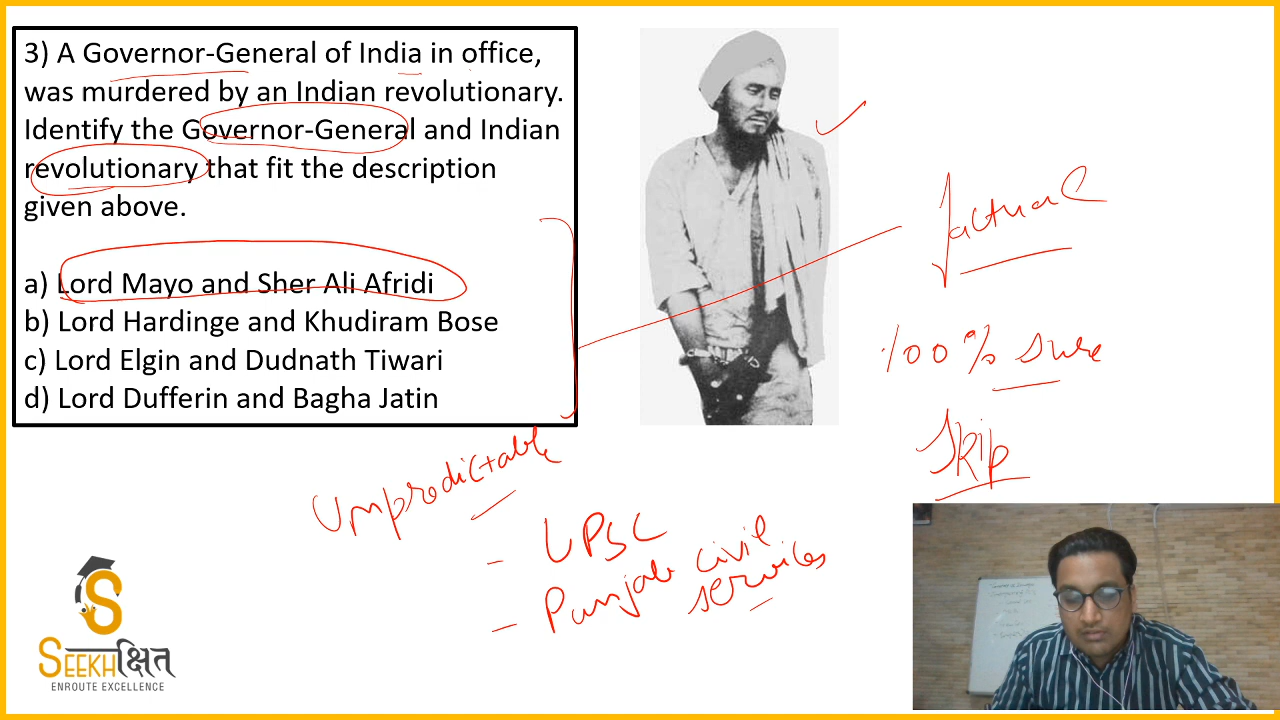 3) A Governor-General of India in office,
was murdered by an Indian revolutionary.
Identify the Governor-General and Indian
revolutionary that fit the description
given above.
a) Lord Mayo and Sher Ali Afridi
b) Lord Hardinge and Khudiram Bose
c) Lord Elgin and Dudnath Tiwari
d) Lord Dufferin and Bagha Jatin
factual
100% sure
Skip
Unpredictable
- UPSC
- Punjab civil
services
SEEKHक्षित
ENROUTE EXCELLENCE